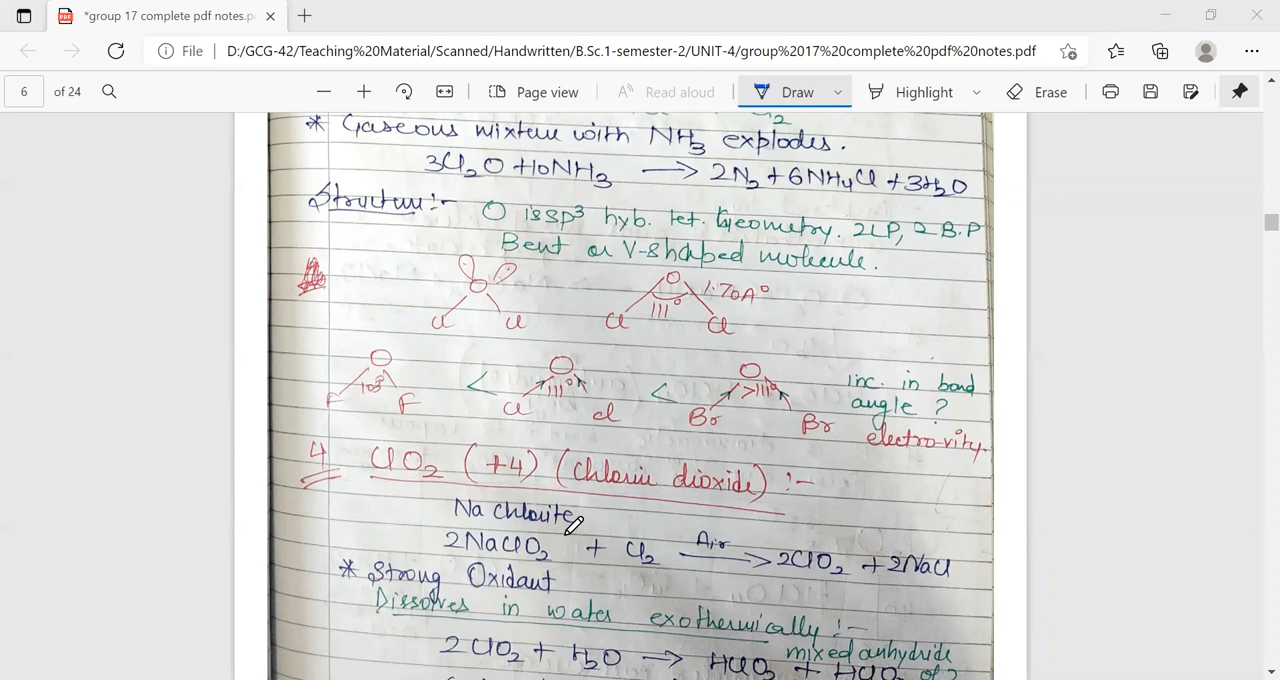 *group 17 complete pdf notes.p
File D:/GCG-42/Teaching%20Material/Scanned/Handwritten/B.Sc.1-semester-2/UNIT-4/group%2017%20complete%20pdf%20notes.pdf
6 of 24 Page view Read aloud Draw Highlight Erase
* Gaseous mixture with NH3 explodes.
3Cl2O + 10NH3 → 2N2 + 6NH4Cl + 3H2O
Structure:- O is sp3 hyb. tet. Geometry. 2LP, 2 B.P
Bent or V-shaped molecule.
O O 1.70A°
Cl Cl Cl 111° Cl
O O O
F 103° F < Cl 111° Cl < Br >111° Br
inc. in bond
angle ?
electro-vity.
4 ClO2 (+4) (Chlorine dioxide) :-
Na Chlorite
2NaClO2 + Cl2 Air → 2ClO2 + 2NaCl
* Strong Oxidant
Dissolves in water exothermically :-
mixed anhydride
2ClO2 + H2O → HClO3 + HClO2 of?